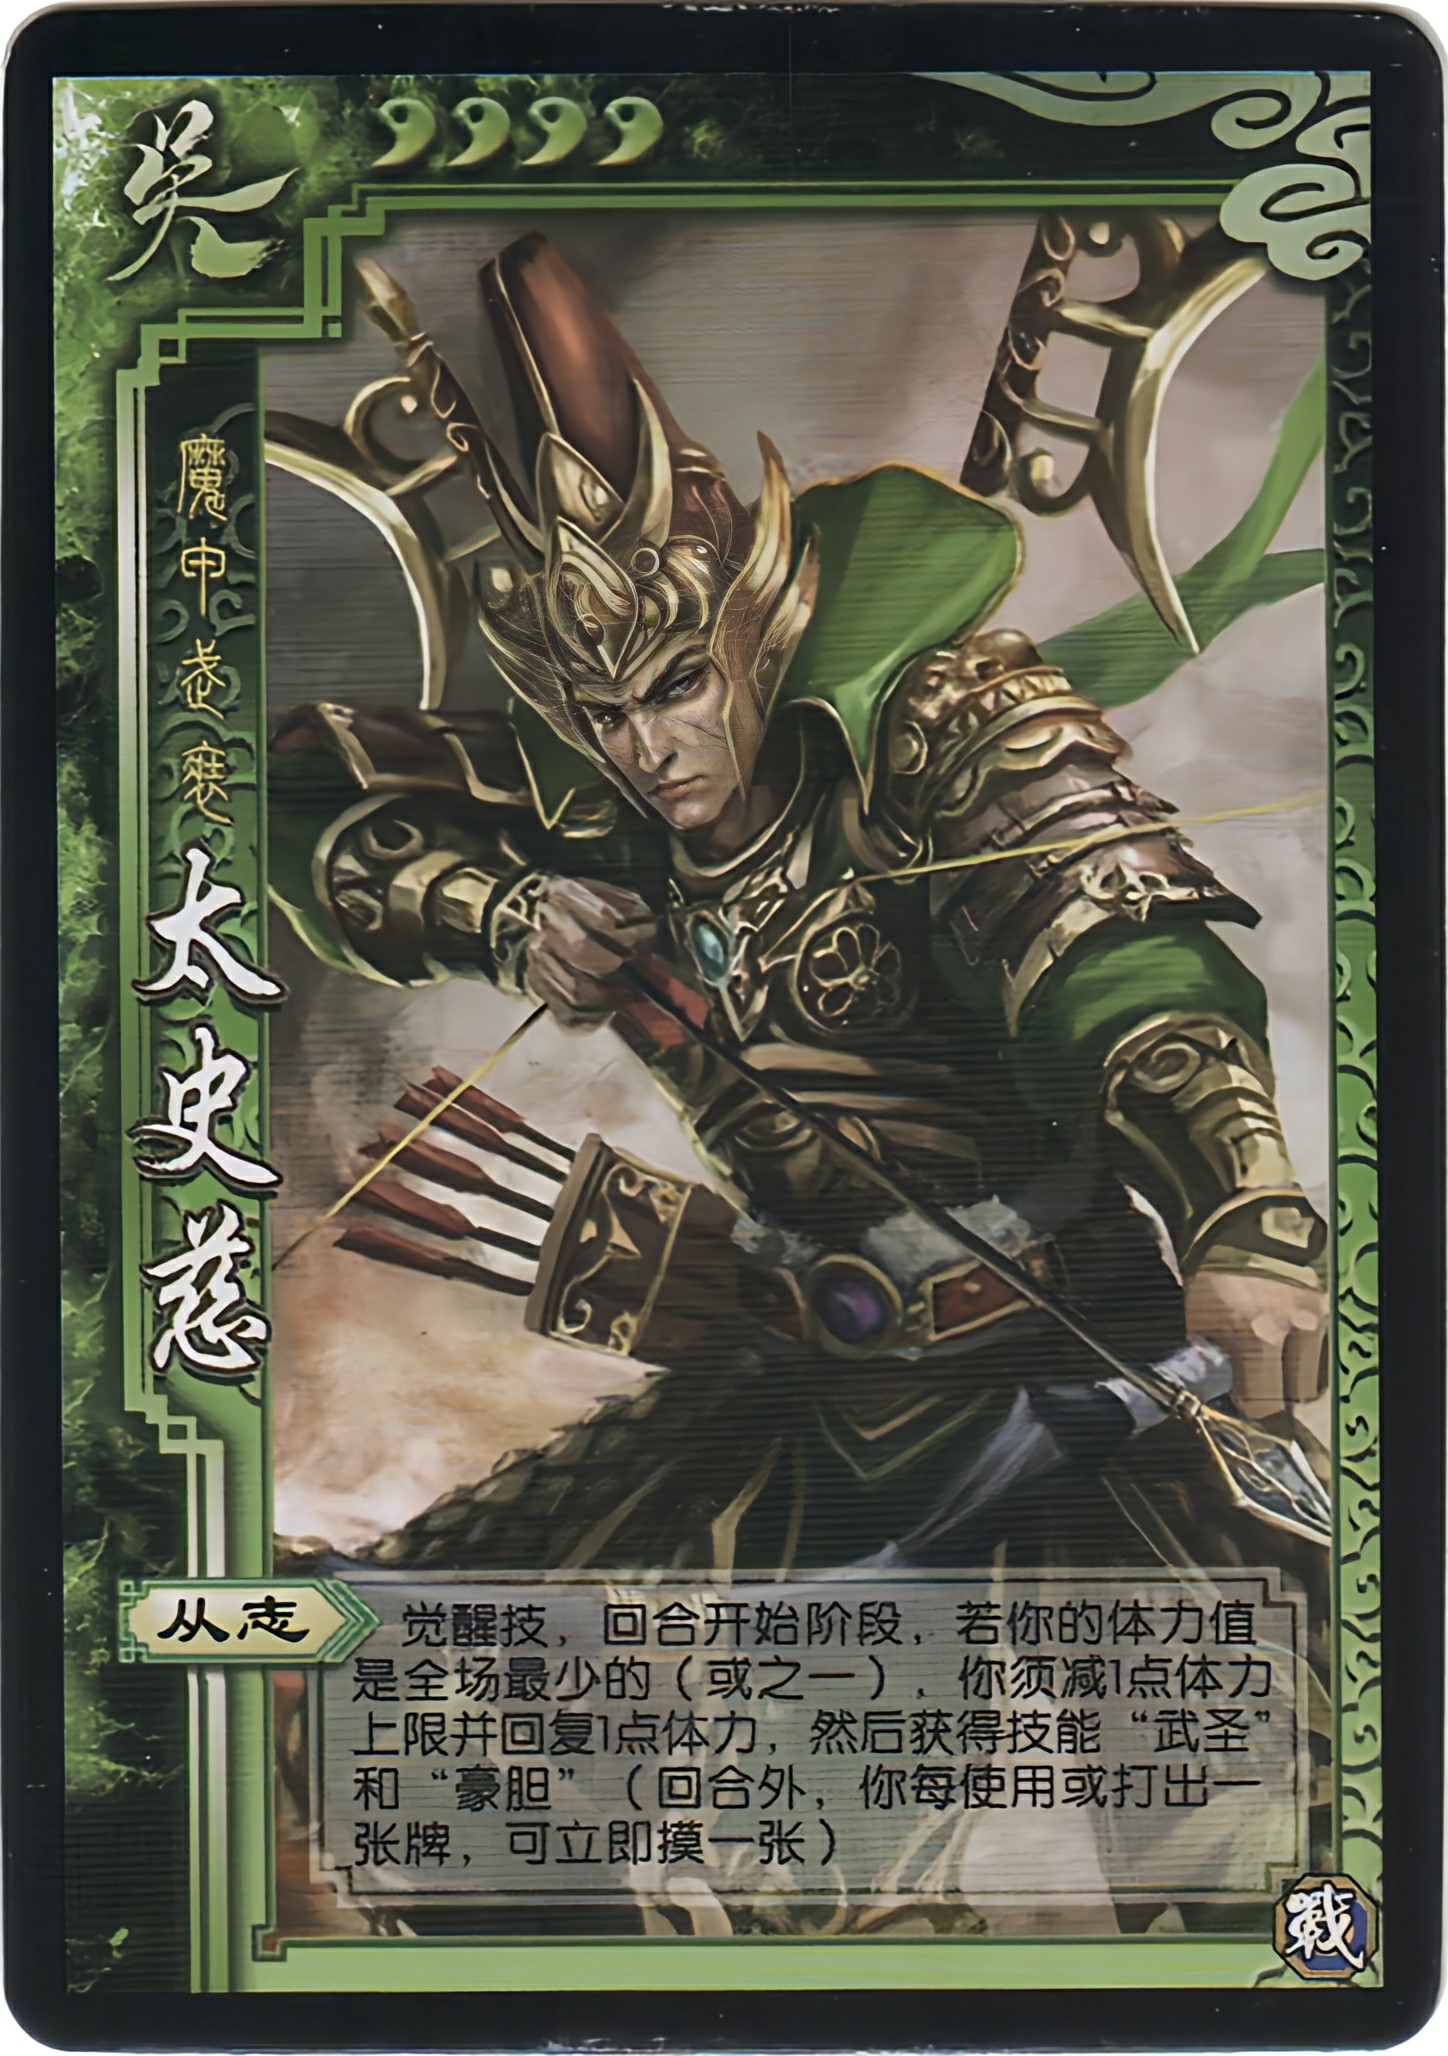 吴
魔中
太史慈
从志
觉醒技，回合开始阶段，若你的体力值
是全场最少的（或之一），你须减1点体力
上限并回复1点体力，然后获得技能“武圣”
和“豪胆”（回合外，你每使用或打出一
张牌，可立即摸一张）
戰